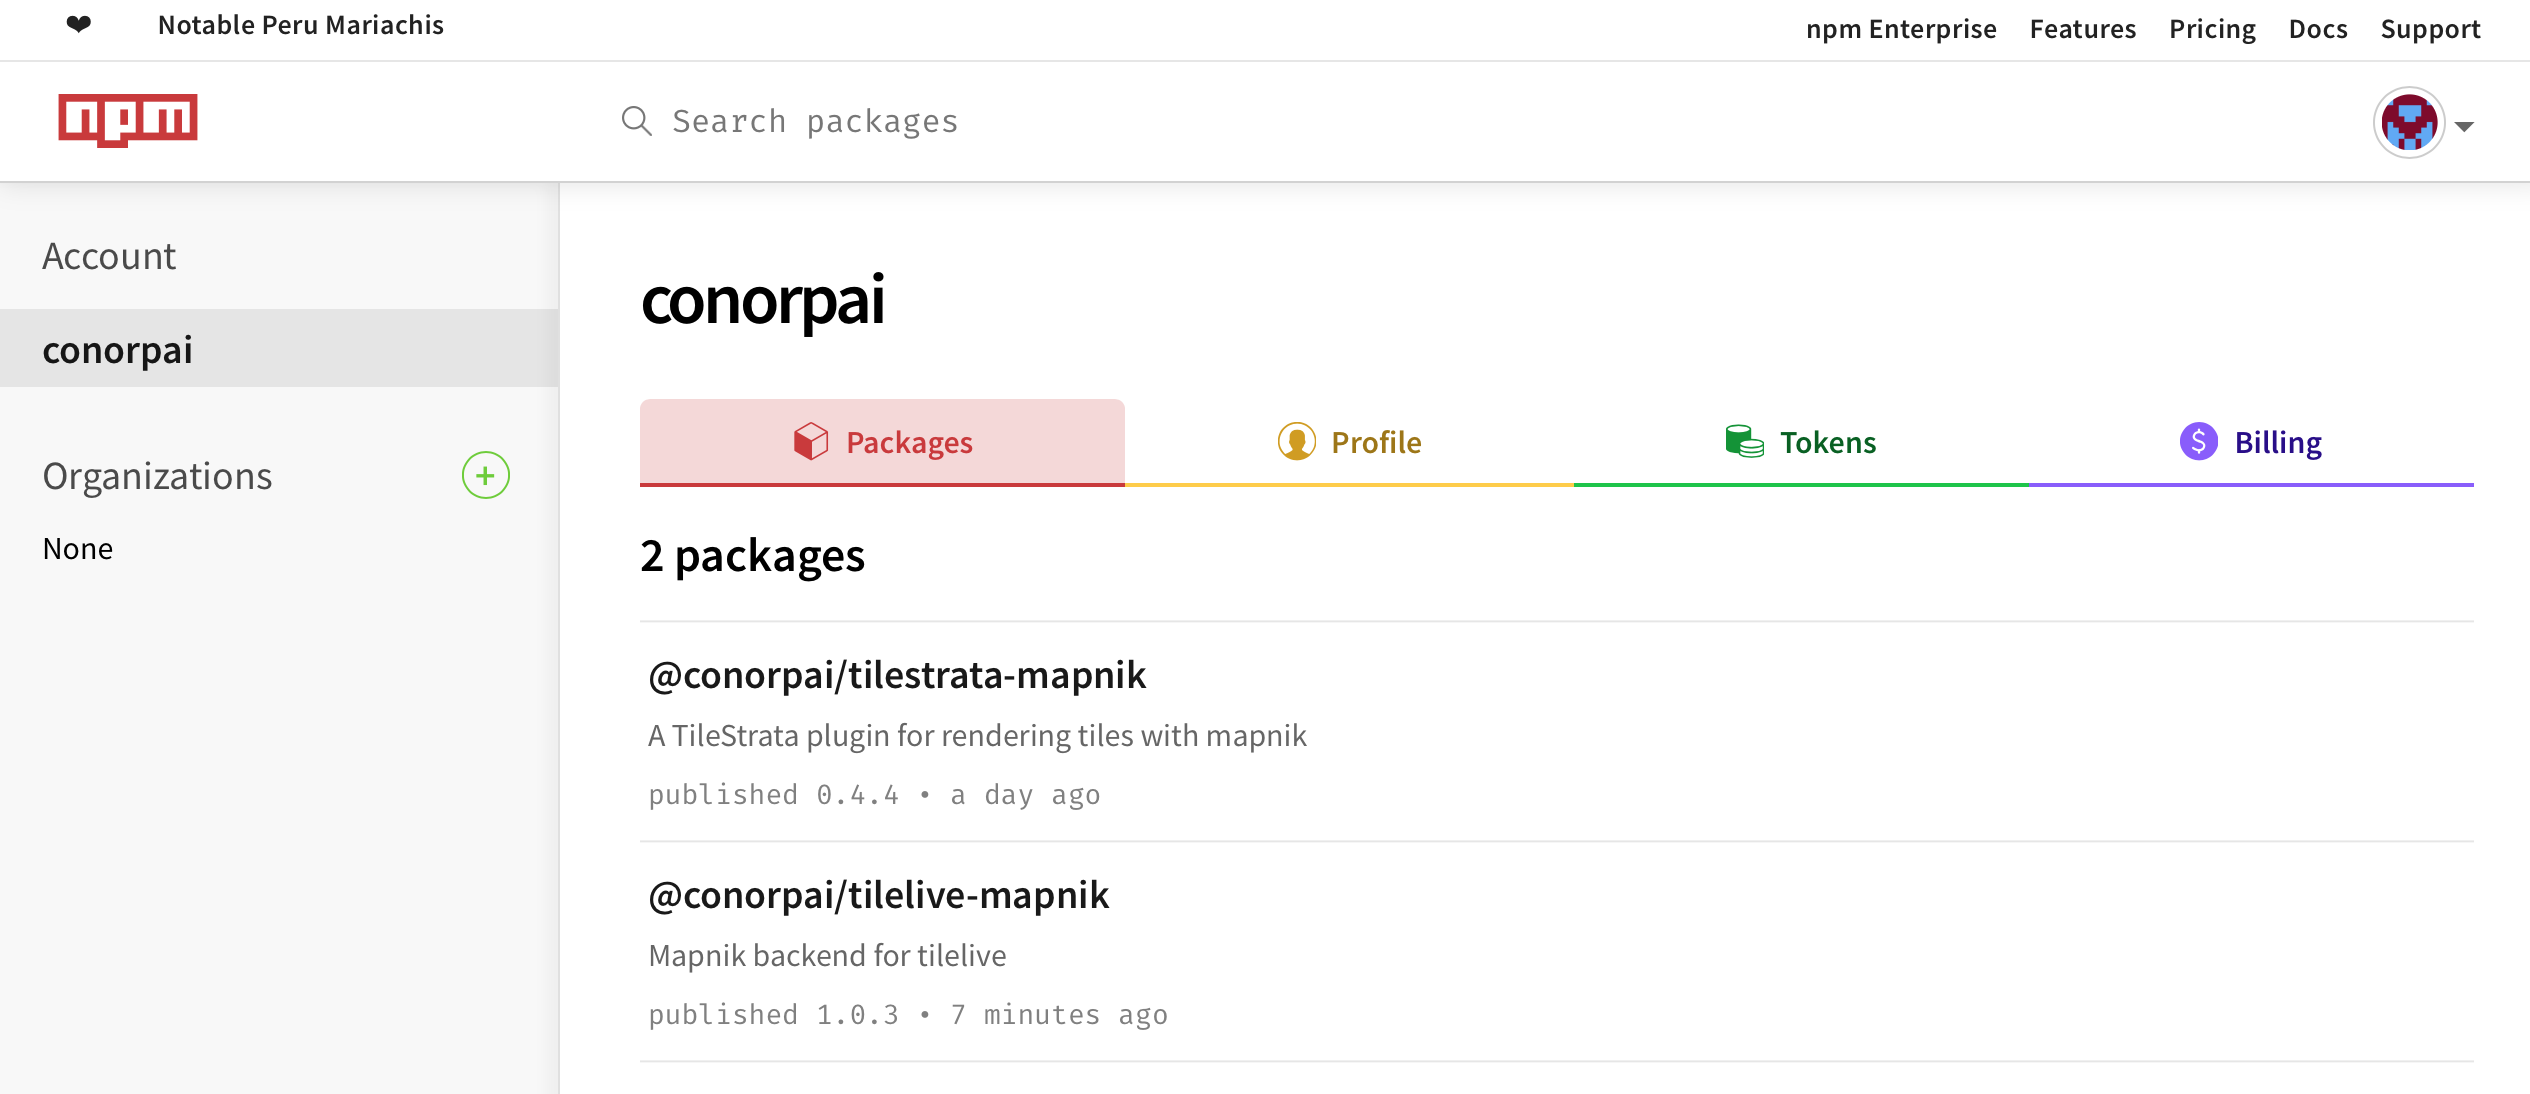 ❤ Notable Peru Mariachis
npm Enterprise Features Pricing Docs Support
npm
Search packages
Account
conorpai
Organizations +
None
conorpai
Packages Profile Tokens $ Billing
2 packages
@conorpai/tilestrata-mapnik
A TileStrata plugin for rendering tiles with mapnik
published 0.4.4 • a day ago
@conorpai/tilelive-mapnik
Mapnik backend for tilelive
published 1.0.3 • 7 minutes ago